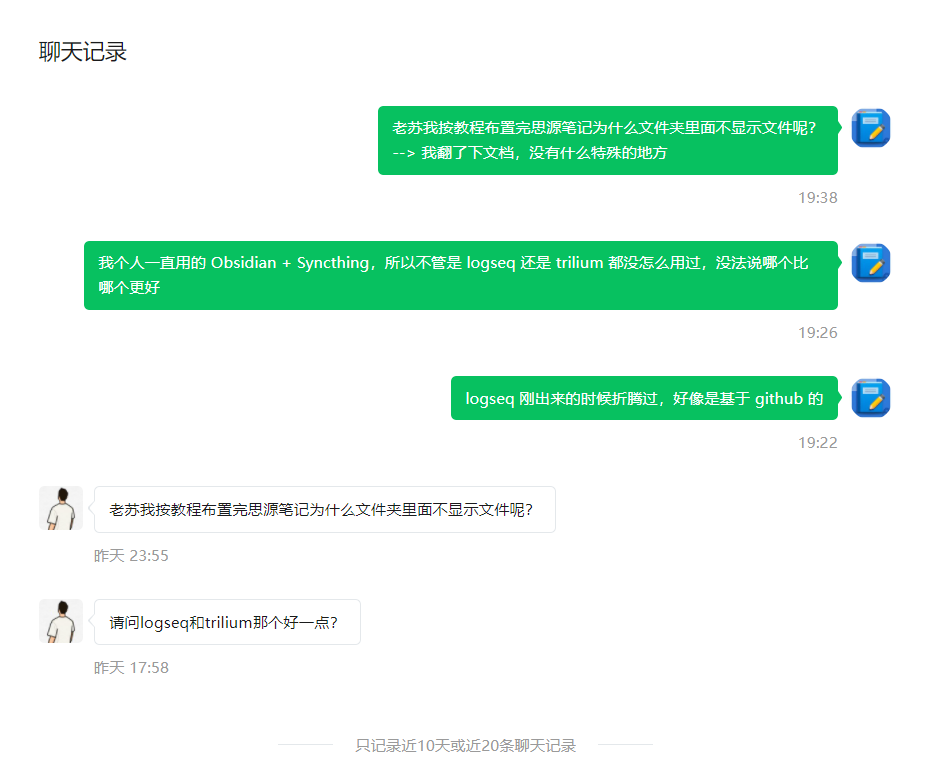 聊天记录
老苏我按教程布置完思源笔记为什么文件夹里面不显示文件呢？
--> 我翻了下文档，没有什么特殊的地方
19:38
我个人一直用的 Obsidian + Syncthing，所以不管是 logseq 还是 trilium 都没怎么用过，没法说哪个比
哪个更好
19:26
logseq 刚出来的时候折腾过，好像是基于 github 的
19:22
老苏我按教程布置完思源笔记为什么文件夹里面不显示文件呢？
昨天 23:55
请问logseq和trilium那个好一点？
昨天 17:58
只记录近10天或近20条聊天记录